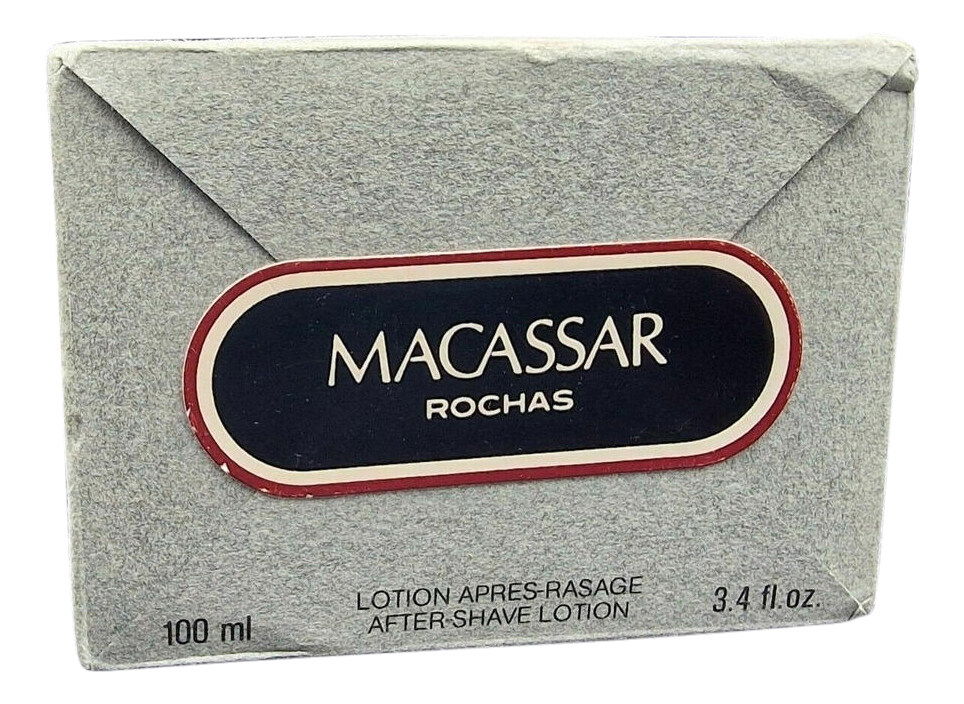 MACASSAR
ROCHAS
LOTION APRES-RASAGE
AFTER-SHAVE LOTION
100 ml
3.4 fl.oz.